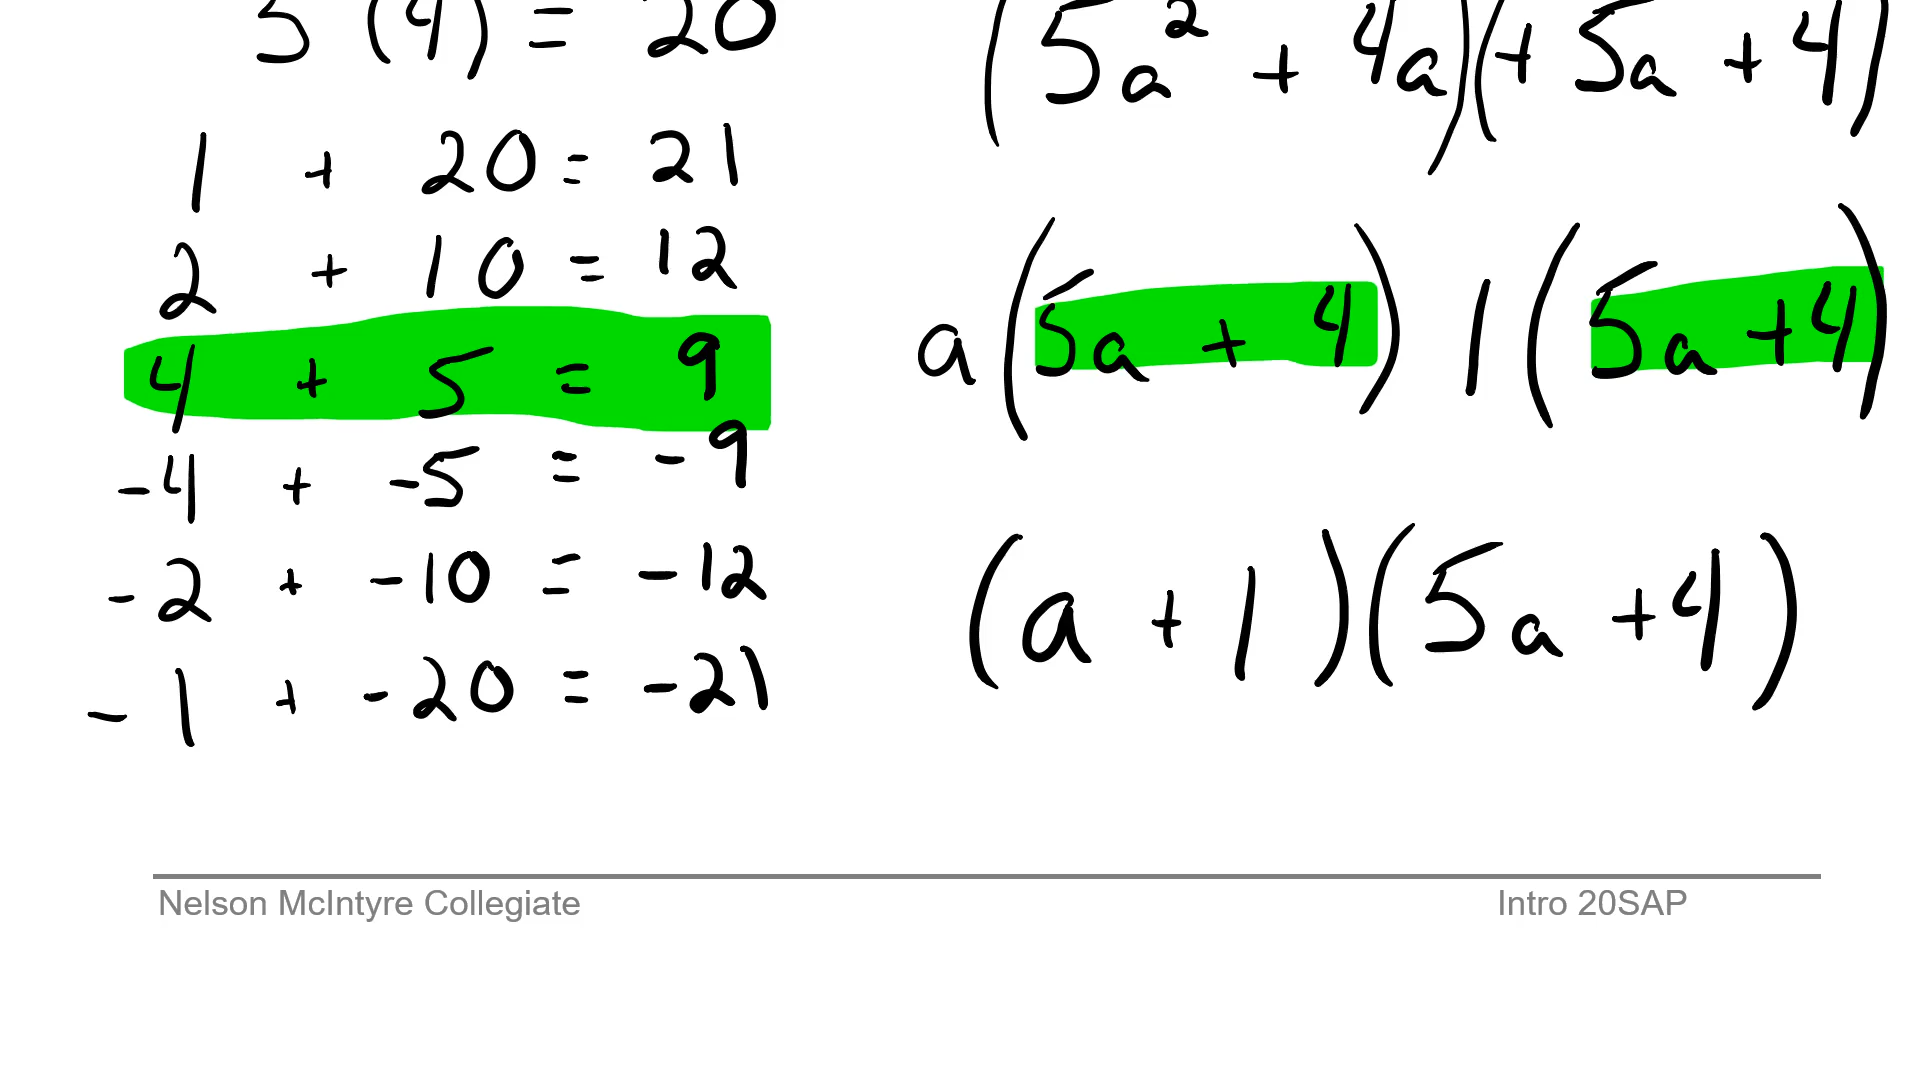 5 (4) = 20
1 + 20 = 21
2 + 10 = 12
4 + 5 = 9
-4 + -5 = -9
-2 + -10 = -12
-1 + -20 = -21
(5a² + 4a)(+ 5a + 4)
a(5a + 4) 1(5a + 4)
(a + 1)(5a + 4)
Nelson McIntyre Collegiate
Intro 20SAP